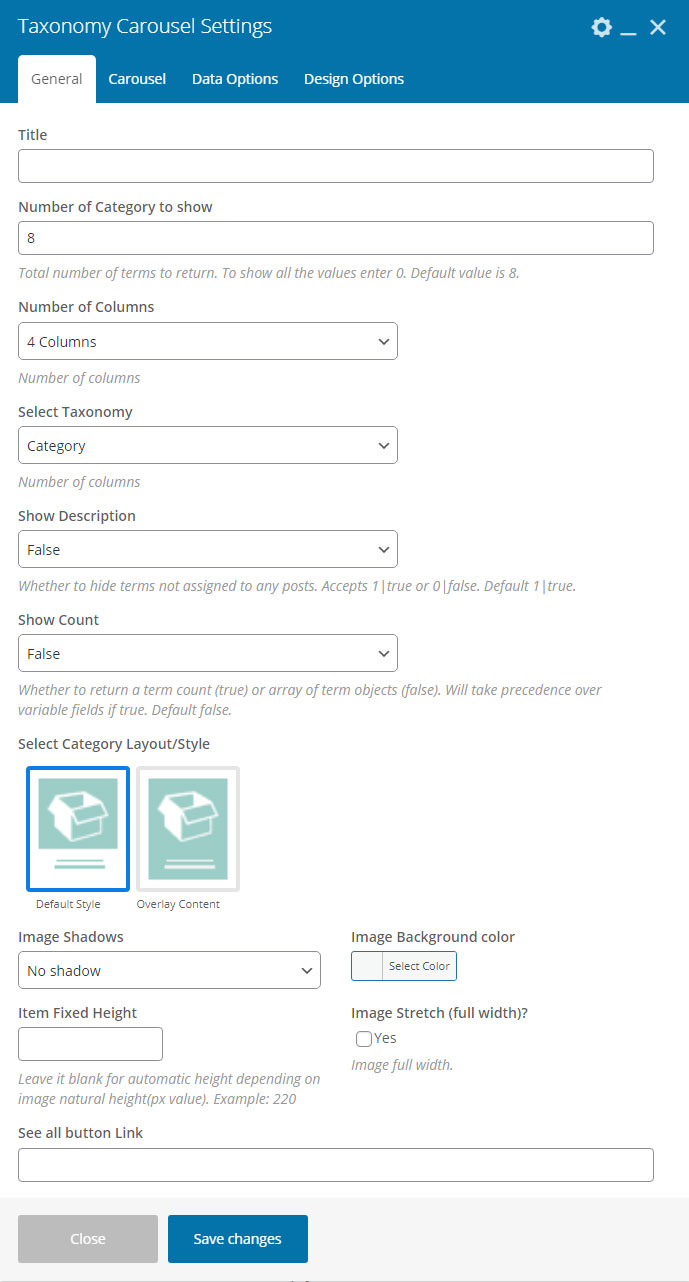 Taxonomy Carousel Settings
General Carousel Data Options Design Options
Title
Number of Category to show
8
Total number of terms to return. To show all the values enter 0. Default value is 8.
Number of Columns
4 Columns
Number of columns
Select Taxonomy
Category
Number of columns
Show Description
False
Whether to hide terms not assigned to any posts. Accepts 1|true or 0|false. Default 1|true.
Show Count
False
Whether to return a term count (true) or array of term objects (false). Will take precedence over
variable fields if true. Default false.
Select Category Layout/Style
Default Style Overlay Content
Image Shadows
No shadow
Image Background color
Select Color
Item Fixed Height
Leave it blank for automatic height depending on
image natural height(px value). Example: 220
Image Stretch (full width)?
Yes
Image full width.
See all button Link
Close Save changes